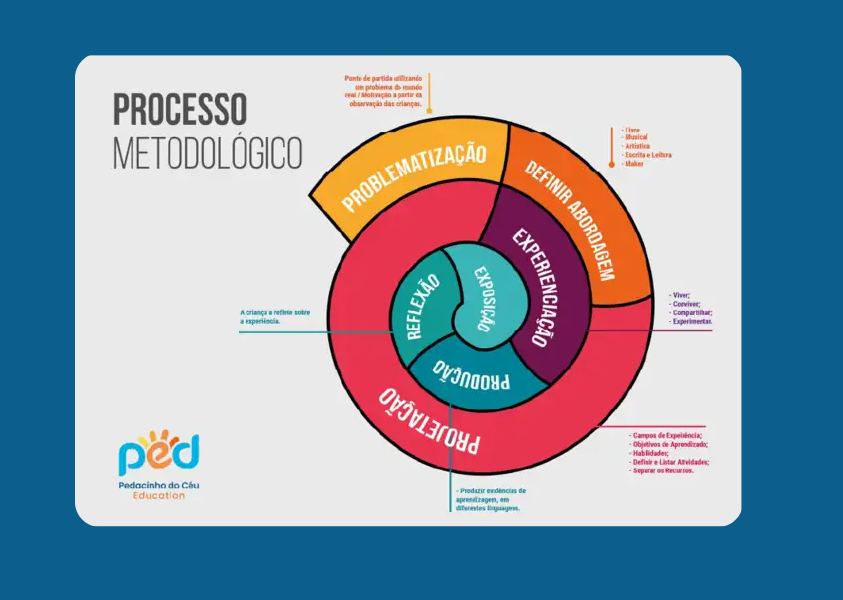 PROCESSO
METODOLÓGICO
Ponto de partida utilizando
um problema do mundo
real / Motivação a partir da
observação das crianças.
PROBLEMATIZAÇÃO
DEFINIR ABORDAGEM
- Musical
- Artística
- Escrita e Leitura
- Maker
EXPERIENCIAÇÃO
- Viver;
- Conviver;
- Compartilhar;
- Experimentar.
REFLEXÃO
EXPOSIÇÃO
A criança a reflete sobre
a experiência.
PRODUÇÃO
PROJETAÇÃO
- Campos de Experiência;
- Objetivos de Aprendizado;
- Habilidades;
- Definir e Listar Atividades;
- Separar os Recursos.
- Produzir evidências de
aprendizagem, em
diferentes linguagens.
ped
Pedacinho do Céu
Education